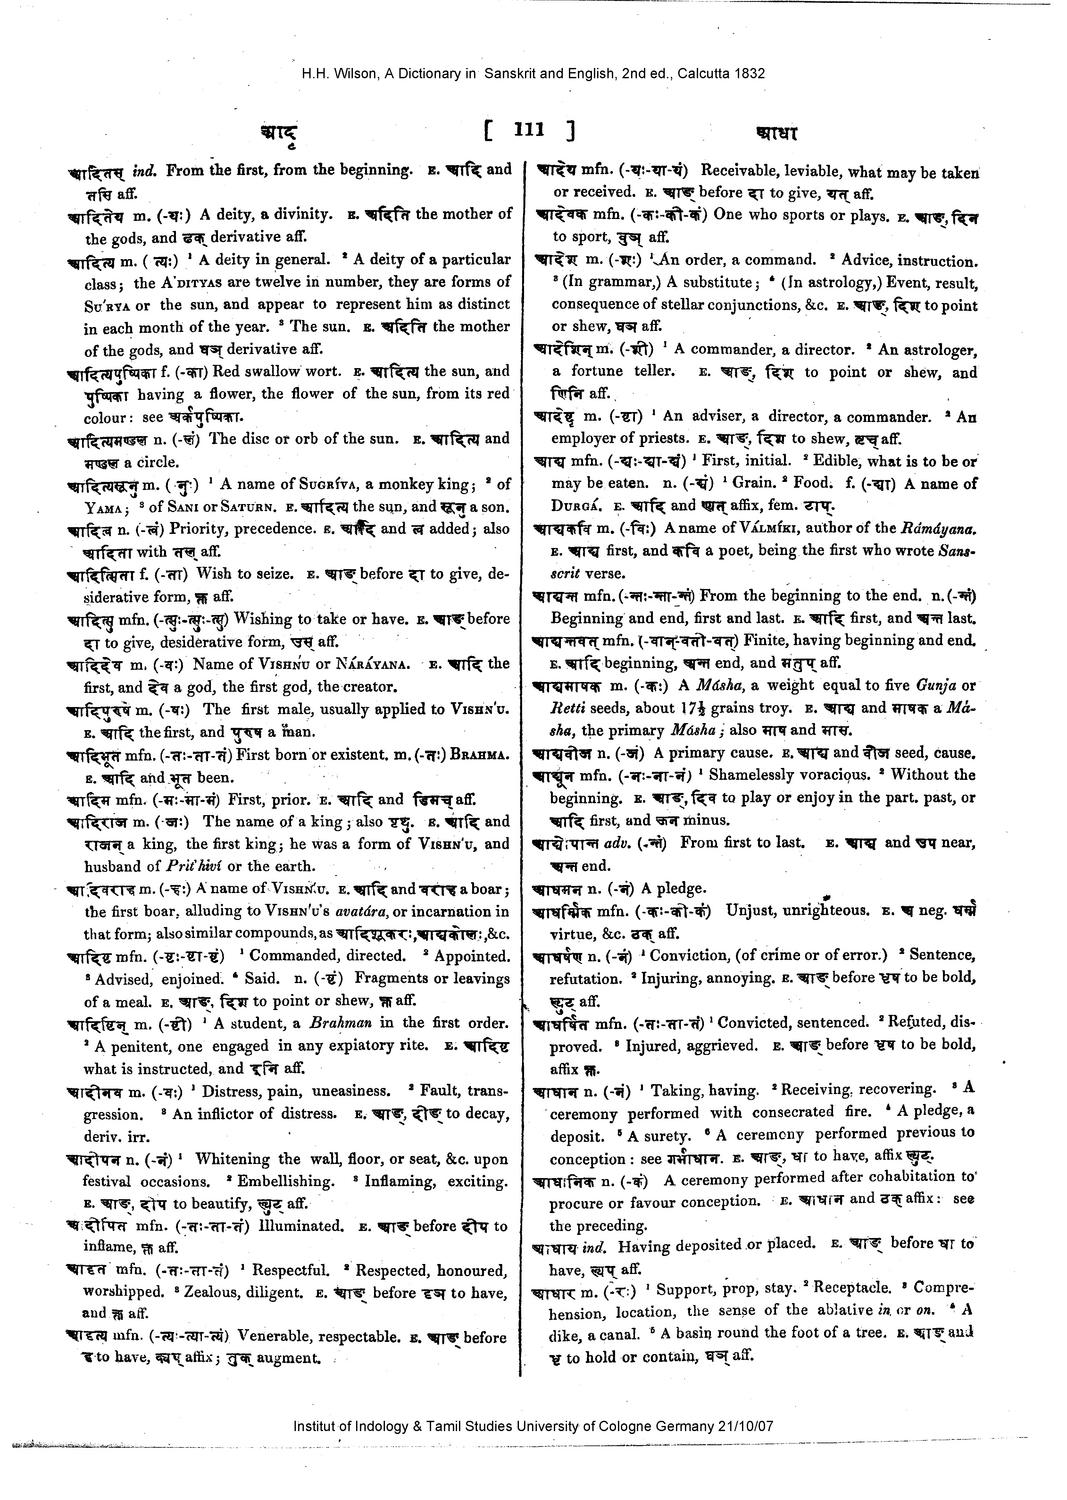 H.H. Wilson, A Dictionary in Sanskrit and English, 2nd ed., Calcutta 1832
आदृ
[ 111 ]
आधा
आदितस् ind. From the first, from the beginning. E. आदि and
तसि aff.
आदितेय m. (-यः) A deity, a divinity. E. अदिति the mother of
the gods, and ढक् derivative aff.
आदित्य m. ( त्यः) ¹ A deity in general. ² A deity of a particular
class; the A'DITYAS are twelve in number, they are forms of
SU'RYA or the sun, and appear to represent him as distinct
in each month of the year. ³ The sun. E. अदिति the mother
of the gods, and घञ् derivative aff.
आदित्यपुष्पिका f. (-का) Red swallow wort. E. आदित्य the sun, and
पुष्पिका having a flower, the flower of the sun, from its red
colour: see अर्कपुष्पिका.
आदित्यमण्डल n. (-लं) The disc or orb of the sun. E. आदित्य and
मण्डल a circle.
आदित्यसूनु m. (-नुः) ¹ A name of SUGRÍVA, a monkey king; ² of
YAMA; ³ of SANI or SATURN. E. आदित्य the sun, and सूनु a son.
आदित्व n. (-त्वं) Priority, precedence. E. आदि and त्व added; also
आदिता with तल् aff.
आदित्सिता f. (-ता) Wish to seize. E. आङ् before दा to give, de-
siderative form, क्त aff.
आदित्सु mfn. (-त्सुः-त्सुः-त्सु) Wishing to take or have. E. आङ् before
दा to give, desiderative form, उस् aff.
आदिदेव m. (-वः) Name of VISHN'U or NÁRÁYANA. E. आदि the
first, and देव a god, the first god, the creator.
आदिपुरुष m. (-षः) The first male, usually applied to VISHN'U.
E. आदि the first, and पुरुष a man.
आदिभूत mfn. (-तः-ता-तं) First born or existent. m. (-तः) BRAHMA.
E. आदि and भूत been.
आदिम mfn. (-मः-मा-मं) First, prior. E. आदि and डिमच् aff.
आदिराज m. (-जः) The name of a king; also पृथु. E. आदि and
राजन् a king, the first king; he was a form of VISHN'U, and
husband of Prit'hiví or the earth.
आदिवराह m. (-हः) A name of VISHN'U. E. आदि and वराह a boar;
the first boar, alluding to VISHN'U'S avatára, or incarnation in
that form; also similar compounds, as आदिशूकरः, आद्यकोलः, &c.
आदिष्ट mfn. (-ष्टः-ष्टा-ष्टं) ¹ Commanded, directed. ² Appointed.
³ Advised, enjoined. ⁴ Said. n. (-ष्टं) Fragments or leavings
of a meal. E. आङ्, दिश to point or shew, क्त aff.
आदिष्टिन् m. (-ष्टी) ¹ A student, a Brahman in the first order.
² A penitent, one engaged in any expiatory rite. E. आदिष्ट
what is instructed, and इनि aff.
आदीनव m. (-वः) ¹ Distress, pain, uneasiness. ² Fault, trans-
gression. ³ An inflictor of distress. E. आङ्, दीङ् to decay,
deriv. irr.
आदीपन n. (-नं) ¹ Whitening the wall, floor, or seat, &c. upon
festival occasions. ² Embellishing. ³ Inflaming, exciting.
E. आङ्, दीप to beautify, ल्युट् aff.
आदीपित mfn. (-तः-ता-तं) Illuminated. E. आङ् before दीप to
inflame, क्त aff.
आदृत mfn. (-तः-ता-तं) ¹ Respectful. ² Respected, honoured,
worshipped. ³ Zealous, diligent. E. आङ् before दृञ to have,
and क्त aff.
आदृत्य mfn. (-त्यः-त्या-त्यं) Venerable, respectable. E. आङ् before
दृ to have, क्यप् affix; तुक् augment.
आदेय mfn. (-यः-या-यं) Receivable, leviable, what may be taken
or received. E. आङ् before दा to give, यत् aff.
आदेवक mfn. (-कः-की-कं) One who sports or plays. E. आङ्, दिव
to sport, वुञ् aff.
आदेश m. (-शः) ¹ An order, a command. ² Advice, instruction.
³ (In grammar,) A substitute; ⁴ (In astrology,) Event, result,
consequence of stellar conjunctions, &c. E. आङ्, दिश to point
or shew, घञ aff.
आदेशिन् m. (-शी) ¹ A commander, a director. ² An astrologer,
a fortune teller. E. आङ्, दिश to point or shew, and
णिनि aff.
आदेष्टृ m. (-ष्टा) ¹ An adviser, a director, a commander. ² An
employer of priests. E. आङ्, दिश to shew, तृच् aff.
आद्य mfn. (-द्यः-द्या-द्यं) ¹ First, initial. ² Edible, what is to be or
may be eaten. n. (-द्यं) ¹ Grain. ² Food. f. (-द्या) A name of
DURGÁ. E. आदि and यत् affix, fem. टाप्.
आद्यकवि m. (-विः) A name of VÁLMÍKI, author of the Rámáyana.
E. आद्य first, and कवि a poet, being the first who wrote Sans-
scrit verse.
आद्यन्त mfn. (-न्तः-न्ता-न्तं) From the beginning to the end. n. (-न्तं)
Beginning and end, first and last. E. आदि first, and अन्त last.
आद्यन्तवत् mfn. (-वान्-वती-वत्) Finite, having beginning and end.
E. आदि beginning, अन्त end, and मतुप् aff.
आद्यमाषक m. (-कः) A Másha, a weight equal to five Gunja or
Retti seeds, about 17½ grains troy. E. आद्य and माषक a Má-
sha, the primary Másha; also माष and मास.
आद्यवीज n. (-जं) A primary cause. E. आद्य and वीज seed, cause.
आद्यून mfn. (-नः-ना-नं) ¹ Shamelessly voracious. ² Without the
beginning. E. आङ्, दिव to play or enjoy in the part. past, or
आदि first, and ऊन minus.
आद्योपान्त adv. (-न्तं) From first to last. E. आद्य and उप near,
अन्त end.
आधमन n. (-नं) A pledge.
आधर्म्मिक mfn. (-कः-की-कं) Unjust, unrighteous. E. अ neg. धर्म्म
virtue, &c. ठक् aff.
आधर्षण n. (-नं) ¹ Conviction, (of crime or of error.) ² Sentence,
refutation. ³ Injuring, annoying. E. आङ् before धृष to be bold,
ल्युट् aff.
आधर्षित mfn. (-तः-ता-तं) ¹ Convicted, sentenced. ² Refuted, dis-
proved. ³ Injured, aggrieved. E. आङ् before धृष to be bold,
affix क्त.
आधान n. (-नं) ¹ Taking, having. ² Receiving, recovering. ³ A
ceremony performed with consecrated fire. ⁴ A pledge, a
deposit. ⁵ A surety. ⁶ A ceremony performed previous to
conception: see गर्भाधान. E. आङ्, धा to have, affix ल्युट्.
आधानिक n. (-कं) A ceremony performed after cohabitation to
procure or favour conception. E. आधान and ठक् affix: see
the preceding.
आधाय ind. Having deposited or placed. E. आङ् before धा to
have, ल्यप् aff.
आधार m. (-रः) ¹ Support, prop, stay. ² Receptacle. ³ Compre-
hension, location, the sense of the ablative in, or on. ⁴ A
dike, a canal. ⁵ A basin round the foot of a tree. E. आङ् and
धृ to hold or contain, घञ् aff.
Institut of Indology & Tamil Studies University of Cologne Germany 21/10/07